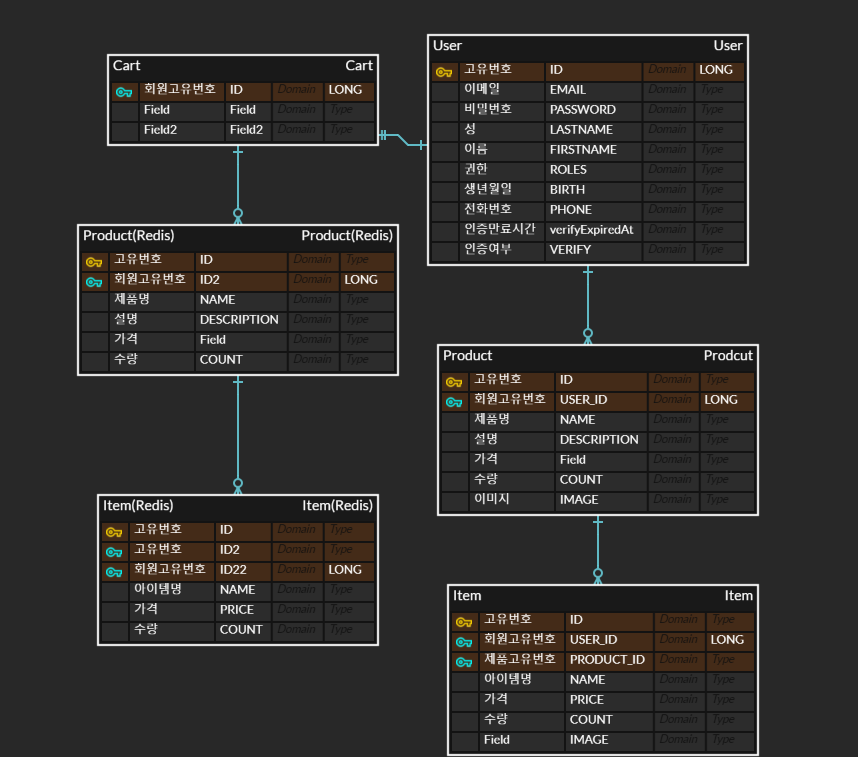 Cart Cart
회원고유번호 ID Domain LONG
Field Field Domain Type
Field2 Field2 Domain Type
User User
고유번호 ID Domain LONG
이메일 EMAIL Domain Type
비밀번호 PASSWORD Domain Type
성 LASTNAME Domain Type
이름 FIRSTNAME Domain Type
권한 ROLES Domain Type
생년월일 BIRTH Domain Type
전화번호 PHONE Domain Type
인증만료시간 verifyExpiredAt Domain Type
인증여부 VERIFY Domain Type
Product(Redis) Product(Redis)
고유번호 ID Domain Type
회원고유번호 ID2 Domain LONG
제품명 NAME Domain Type
설명 DESCRIPTION Domain Type
가격 Field Domain Type
수량 COUNT Domain Type
Product Prodcut
고유번호 ID Domain Type
회원고유번호 USER_ID Domain LONG
제품명 NAME Domain Type
설명 DESCRIPTION Domain Type
가격 Field Domain Type
수량 COUNT Domain Type
이미지 IMAGE Domain Type
Item(Redis) Item(Redis)
고유번호 ID Domain Type
고유번호 ID2 Domain Type
회원고유번호 ID22 Domain LONG
아이템명 NAME Domain Type
가격 PRICE Domain Type
수량 COUNT Domain Type
Item Item
고유번호 ID Domain Type
회원고유번호 USER_ID Domain LONG
제품고유번호 PRODUCT_ID Domain Type
아이템명 NAME Domain Type
가격 PRICE Domain Type
수량 COUNT Domain Type
Field IMAGE Domain Type